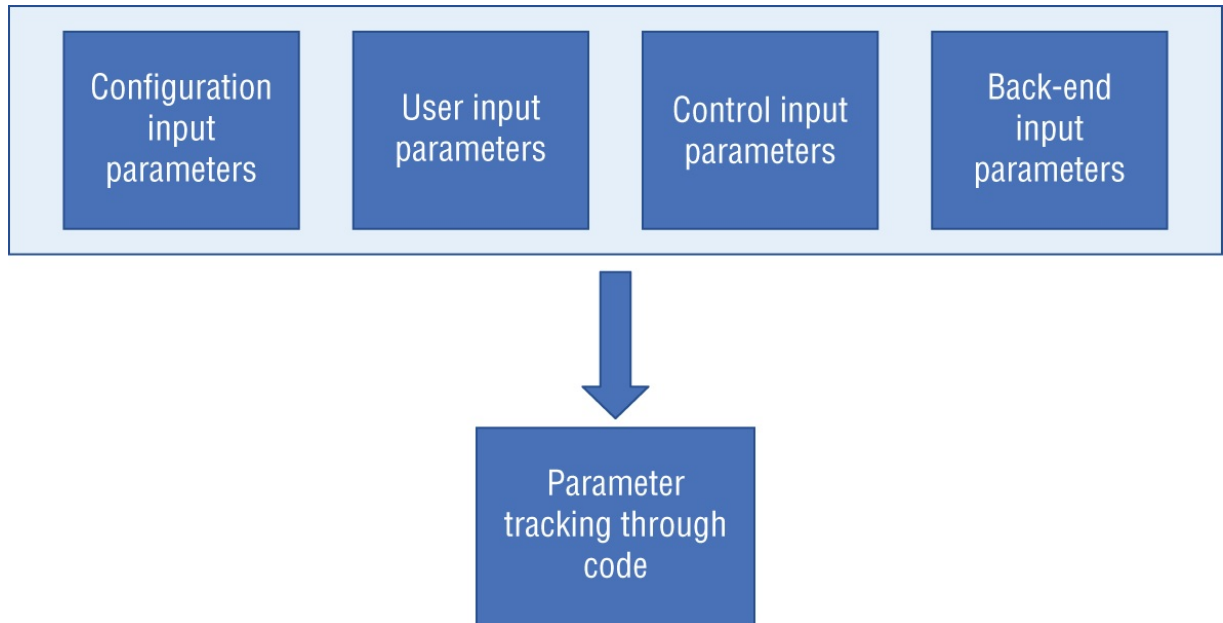 Configuration
input
parameters
User input
parameters
Control input
parameters
Back-end
input
parameters
Parameter
tracking through
code